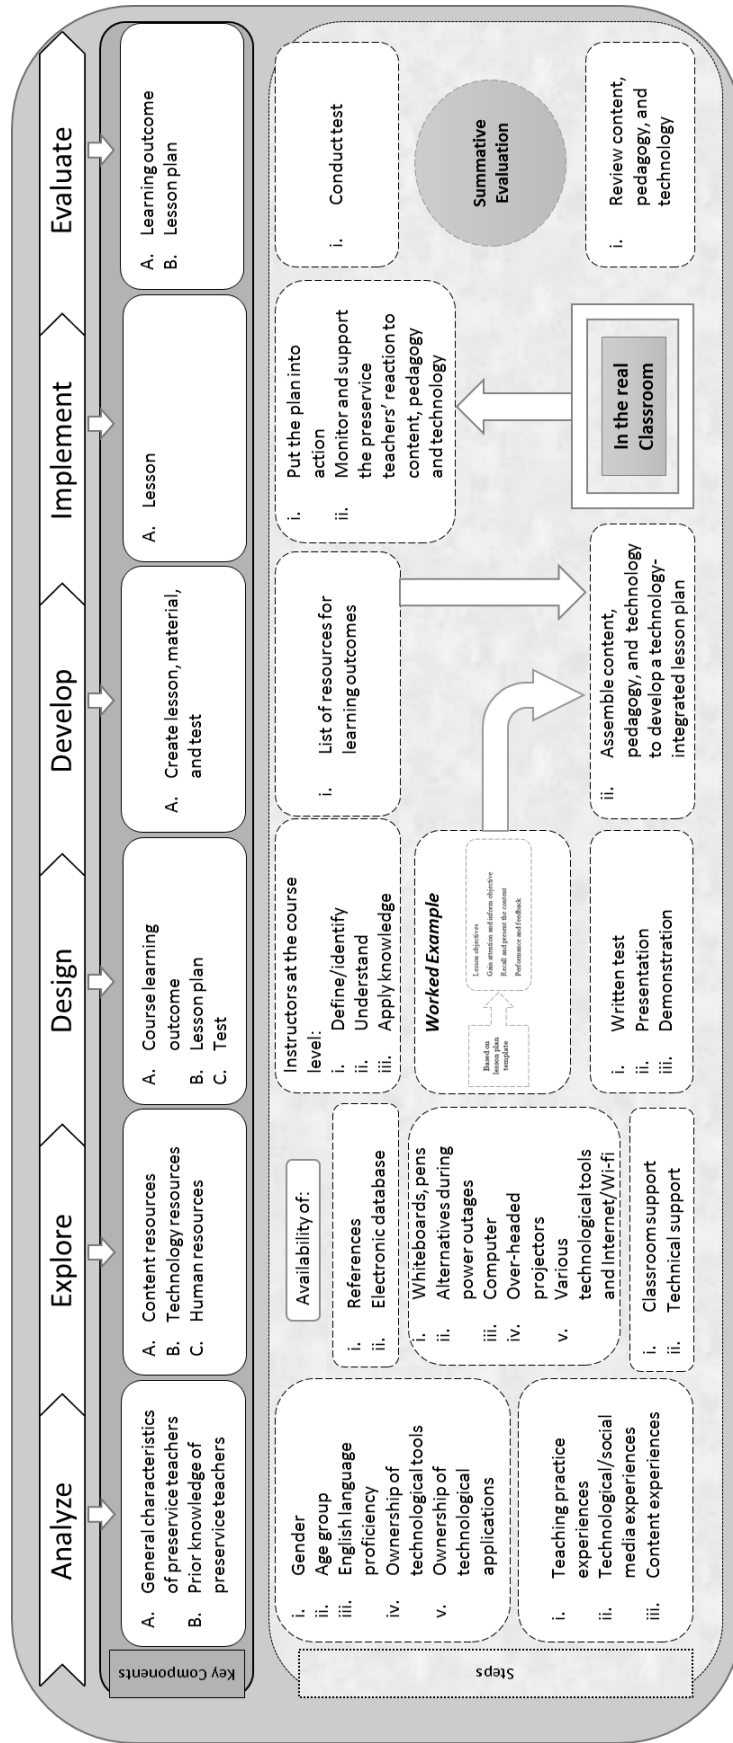 Analyze
Explore
Design
Develop
Implement
Evaluate
Key Components
A. General characteristics
of preservice teachers
B. Prior knowledge of
preservice teachers
A. Content resources
B. Technology resources
C. Human resources
A. Course learning
outcome
B. Lesson plan
C. Test
A. Create lesson, material,
and test
A. Lesson
A. Learning outcome
B. Lesson plan
Steps
i. Gender
ii. Age group
iii. English language
proficiency
iv. Ownership of
technological tools
v. Ownership of
technological
applications
i. Teaching practice
experiences
ii. Technological/social
media experiences
iii. Content experiences
Availability of:
i. References
ii. Electronic database
i. Whiteboards, pens
ii. Alternatives during
power outages
iii. Computer
iv. Over-headed
projectors
v. Various
technological tools
and Internet/Wi-fi
i. Classroom support
ii. Technical support
Instructors at the course
level:
i. Define/identify
ii. Understand
iii. Apply knowledge
Worked Example
Based on
lesson plan
template
Lesson objectives
Gain attention and inform objective
Recall and present the content
Performance and feedback
i. Written test
ii. Presentation
iii. Demonstration
i. List of resources for
learning outcomes
ii. Assemble content,
pedagogy, and technology
to develop a technology-
integrated lesson plan
i. Put the plan into
action
ii. Monitor and support
the preservice
teachers' reaction to
content, pedagogy
and technology
In the real
Classroom
i. Conduct test
Summative
Evaluation
i. Review content,
pedagogy, and
technology